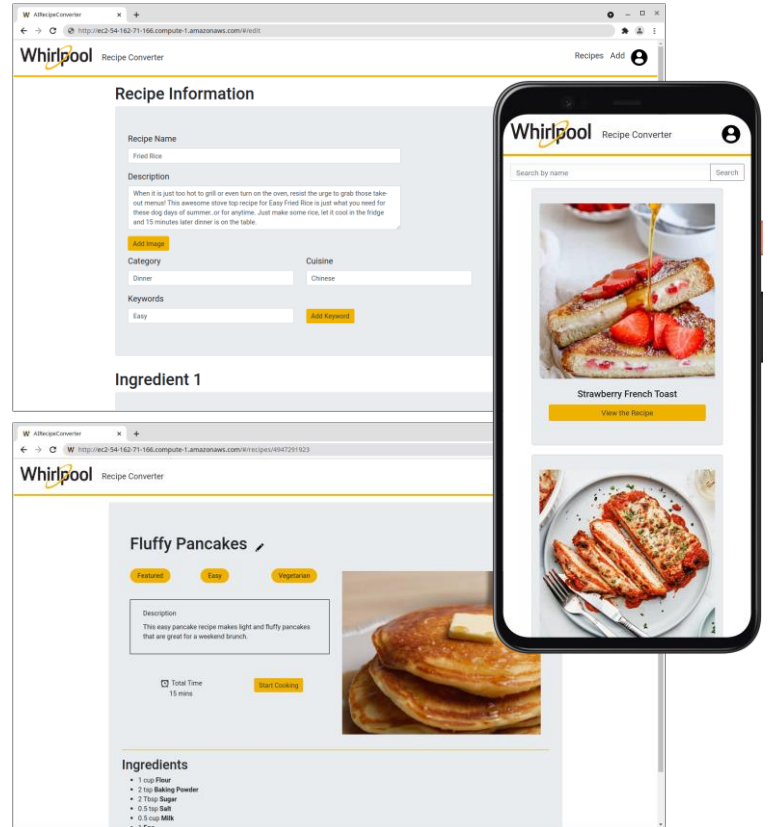 W AIRecipeConverter
http://ec2-54-162-71-166.compute-1.amazonaws.com/#/edit
Whirlpool Recipe Converter
Recipes Add
Recipe Information
Recipe Name
Fried Rice
Description
When it is just too hot to grill or even turn on the oven, resist the urge to grab those take-
out menus! This awesome stove top recipe for Easy Fried Rice is just what you need for
these dog days of summer..or for anytime. Just make some rice, let it cool in the fridge
and 15 minutes later dinner is on the table.
Add Image
Category Cuisine
Dinner Chinese
Keywords
Easy Add Keyword
Ingredient 1
Whirlpool Recipe Converter
Search by name Search
Strawberry French Toast
View the Recipe
W AIRecipeConverter
W http://ec2-54-162-71-166.compute-1.amazonaws.com/#/recipes/4947291923
Whirlpool Recipe Converter
Fluffy Pancakes
Featured Easy Vegetarian
Description
This easy pancake recipe makes light and fluffy pancakes
that are great for a weekend brunch.
Total Time
15 mins
Start Cooking
Ingredients
1 cup Flour
2 tsp Baking Powder
2 Tbsp Sugar
0.5 tsp Salt
0.5 cup Milk